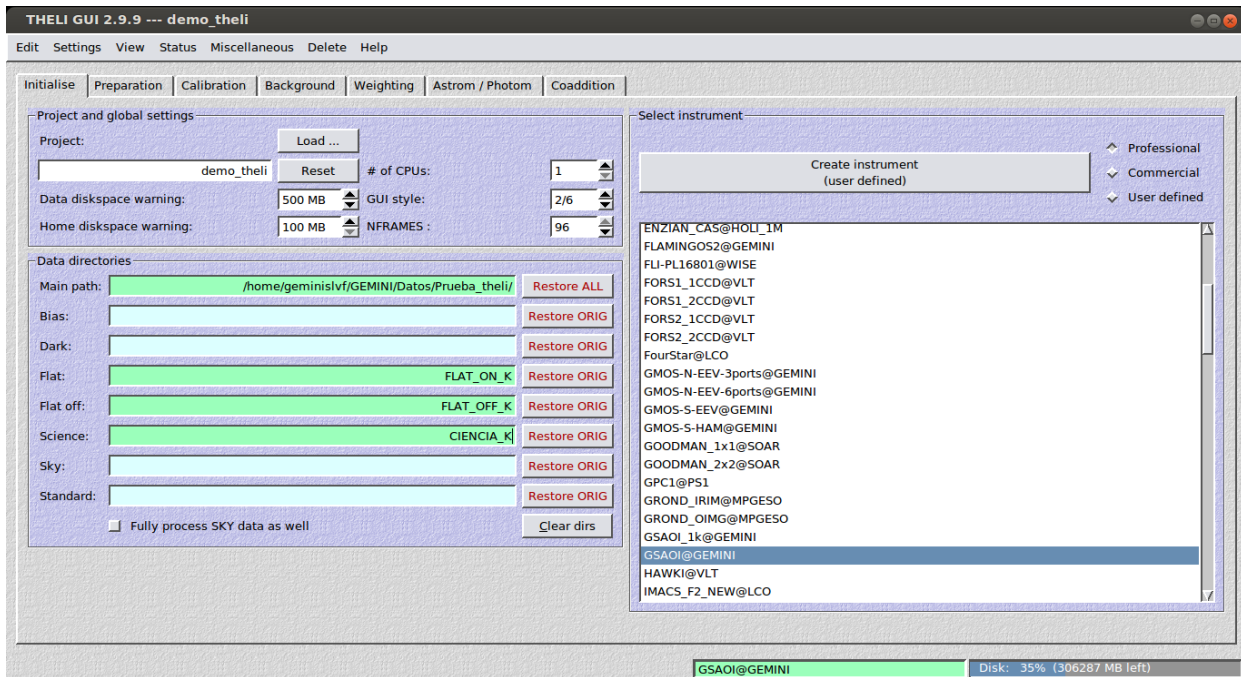 THELI GUI 2.9.9 --- demo_theli
Edit Settings View Status Miscellaneous Delete Help
Initialise Preparation Calibration Background Weighting Astrom / Photom Coaddition
Project and global settings
Project: Load ...
demo_theli Reset # of CPUs: 1
Data diskspace warning: 500 MB GUI style: 2/6
Home diskspace warning: 100 MB NFRAMES : 96
Data directories
Main path: /home/geminislvf/GEMINI/Datos/Prueba_theli/ Restore ALL
Bias: Restore ORIG
Dark: Restore ORIG
Flat: FLAT_ON_K Restore ORIG
Flat off: FLAT_OFF_K Restore ORIG
Science: CIENCIA_K Restore ORIG
Sky: Restore ORIG
Standard: Restore ORIG
Fully process SKY data as well Clear dirs
Select instrument
Create instrument
(user defined)
Professional
Commercial
User defined
ENZIAN_CAS@HOLI_1M
FLAMINGOS2@GEMINI
FLI-PL16801@WISE
FORS1_1CCD@VLT
FORS1_2CCD@VLT
FORS2_1CCD@VLT
FORS2_2CCD@VLT
FourStar@LCO
GMOS-N-EEV-3ports@GEMINI
GMOS-N-EEV-6ports@GEMINI
GMOS-S-EEV@GEMINI
GMOS-S-HAM@GEMINI
GOODMAN_1x1@SOAR
GOODMAN_2x2@SOAR
GPC1@PS1
GROND_IRIM@MPGESO
GROND_OIMG@MPGESO
GSAOI_1k@GEMINI
GSAOI@GEMINI
HAWKI@VLT
IMACS_F2_NEW@LCO
GSAOI@GEMINI Disk: 35% (306287 MB left)